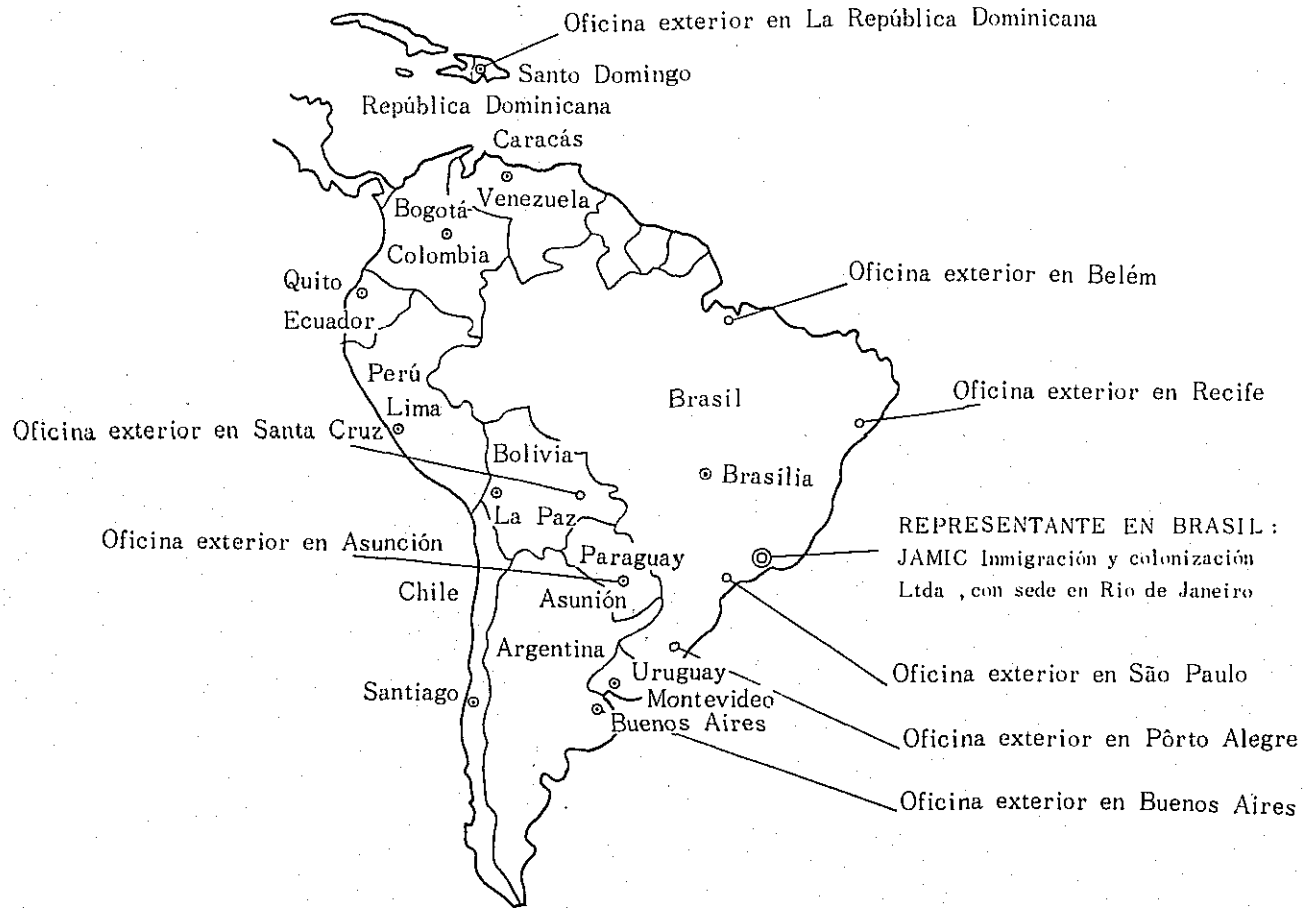 Oficina exterior en La República Dominicana
Santo Domingo
República Dominicana
Caracás
Venezuela
Bogotá
Colombia
Quito
Ecuador
Oficina exterior en Belém
Perú
Lima
Brasil
Oficina exterior en Recife
Oficina exterior en Santa Cruz
Bolivia
Brasília
La Paz
REPRESENTANTE EN BRASIL:
JAMIC Inmigración y colonización
Ltda , con sede en Rio de Janeiro
Oficina exterior en Asunción
Paraguay
Chile
Asunión
Argentina
Uruguay
Oficina exterior en São Paulo
Santiago
Montevideo
Buenos Aires
Oficina exterior en Pôrto Alegre
Oficina exterior en Buenos Aires